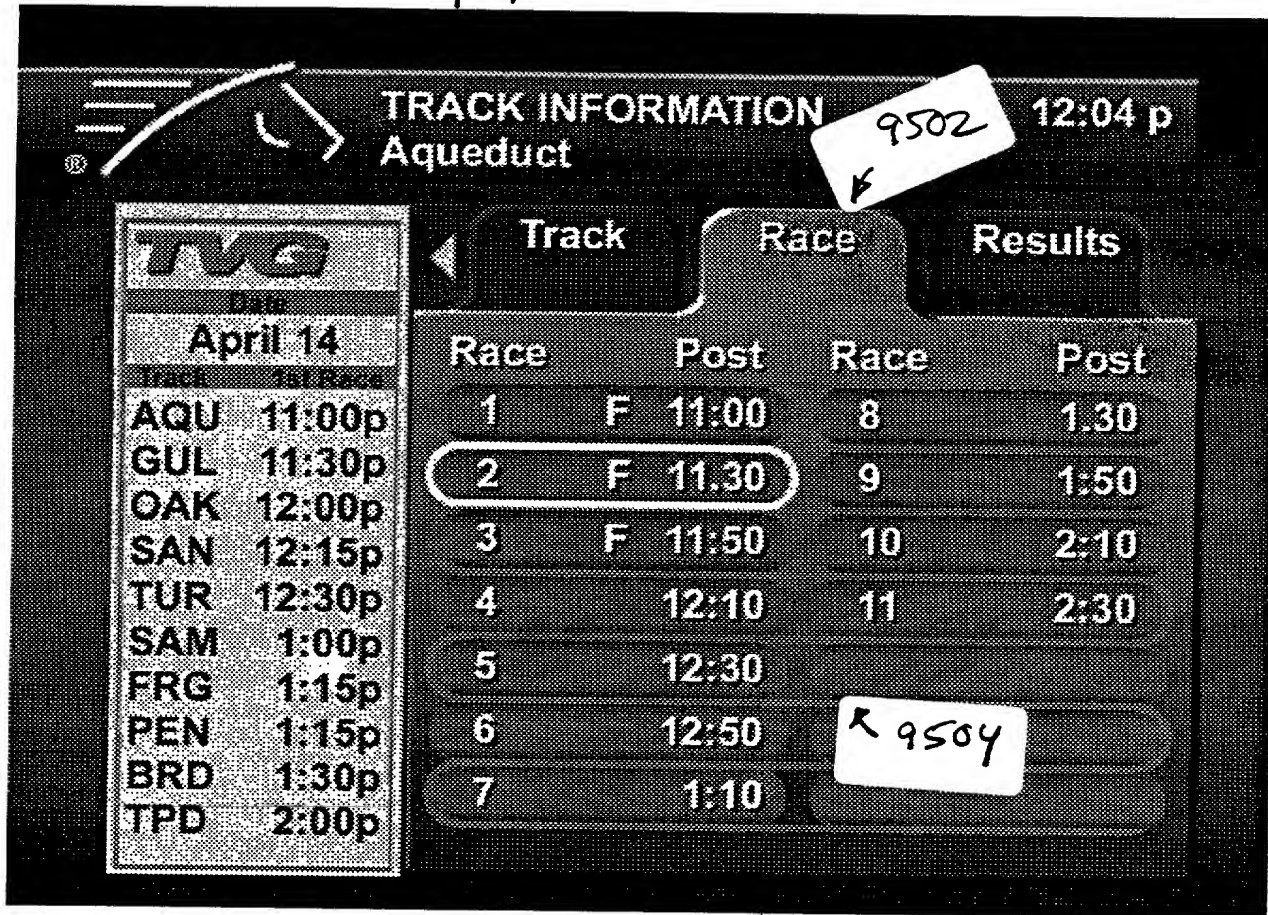 TRACK INFORMATION
9502
12:04 p
Aqueduct
®
TVG
Date
April 14
Track 1st Race
AQU 11:00p
GUL 11:30p
OAK 12:00p
SAN 12:15p
TUR 12:30p
SAM 1:00p
FRG 1:15p
PEN 1:15p
BRD 1:30p
TPD 2:00p
Track Race Results
Race Post Race Post
1 F 11:00 8 1.30
2 F 11.30 9 1:50
3 F 11:50 10 2:10
4 12:10 11 2:30
5 12:30
6 12:50
9504
7 1:10